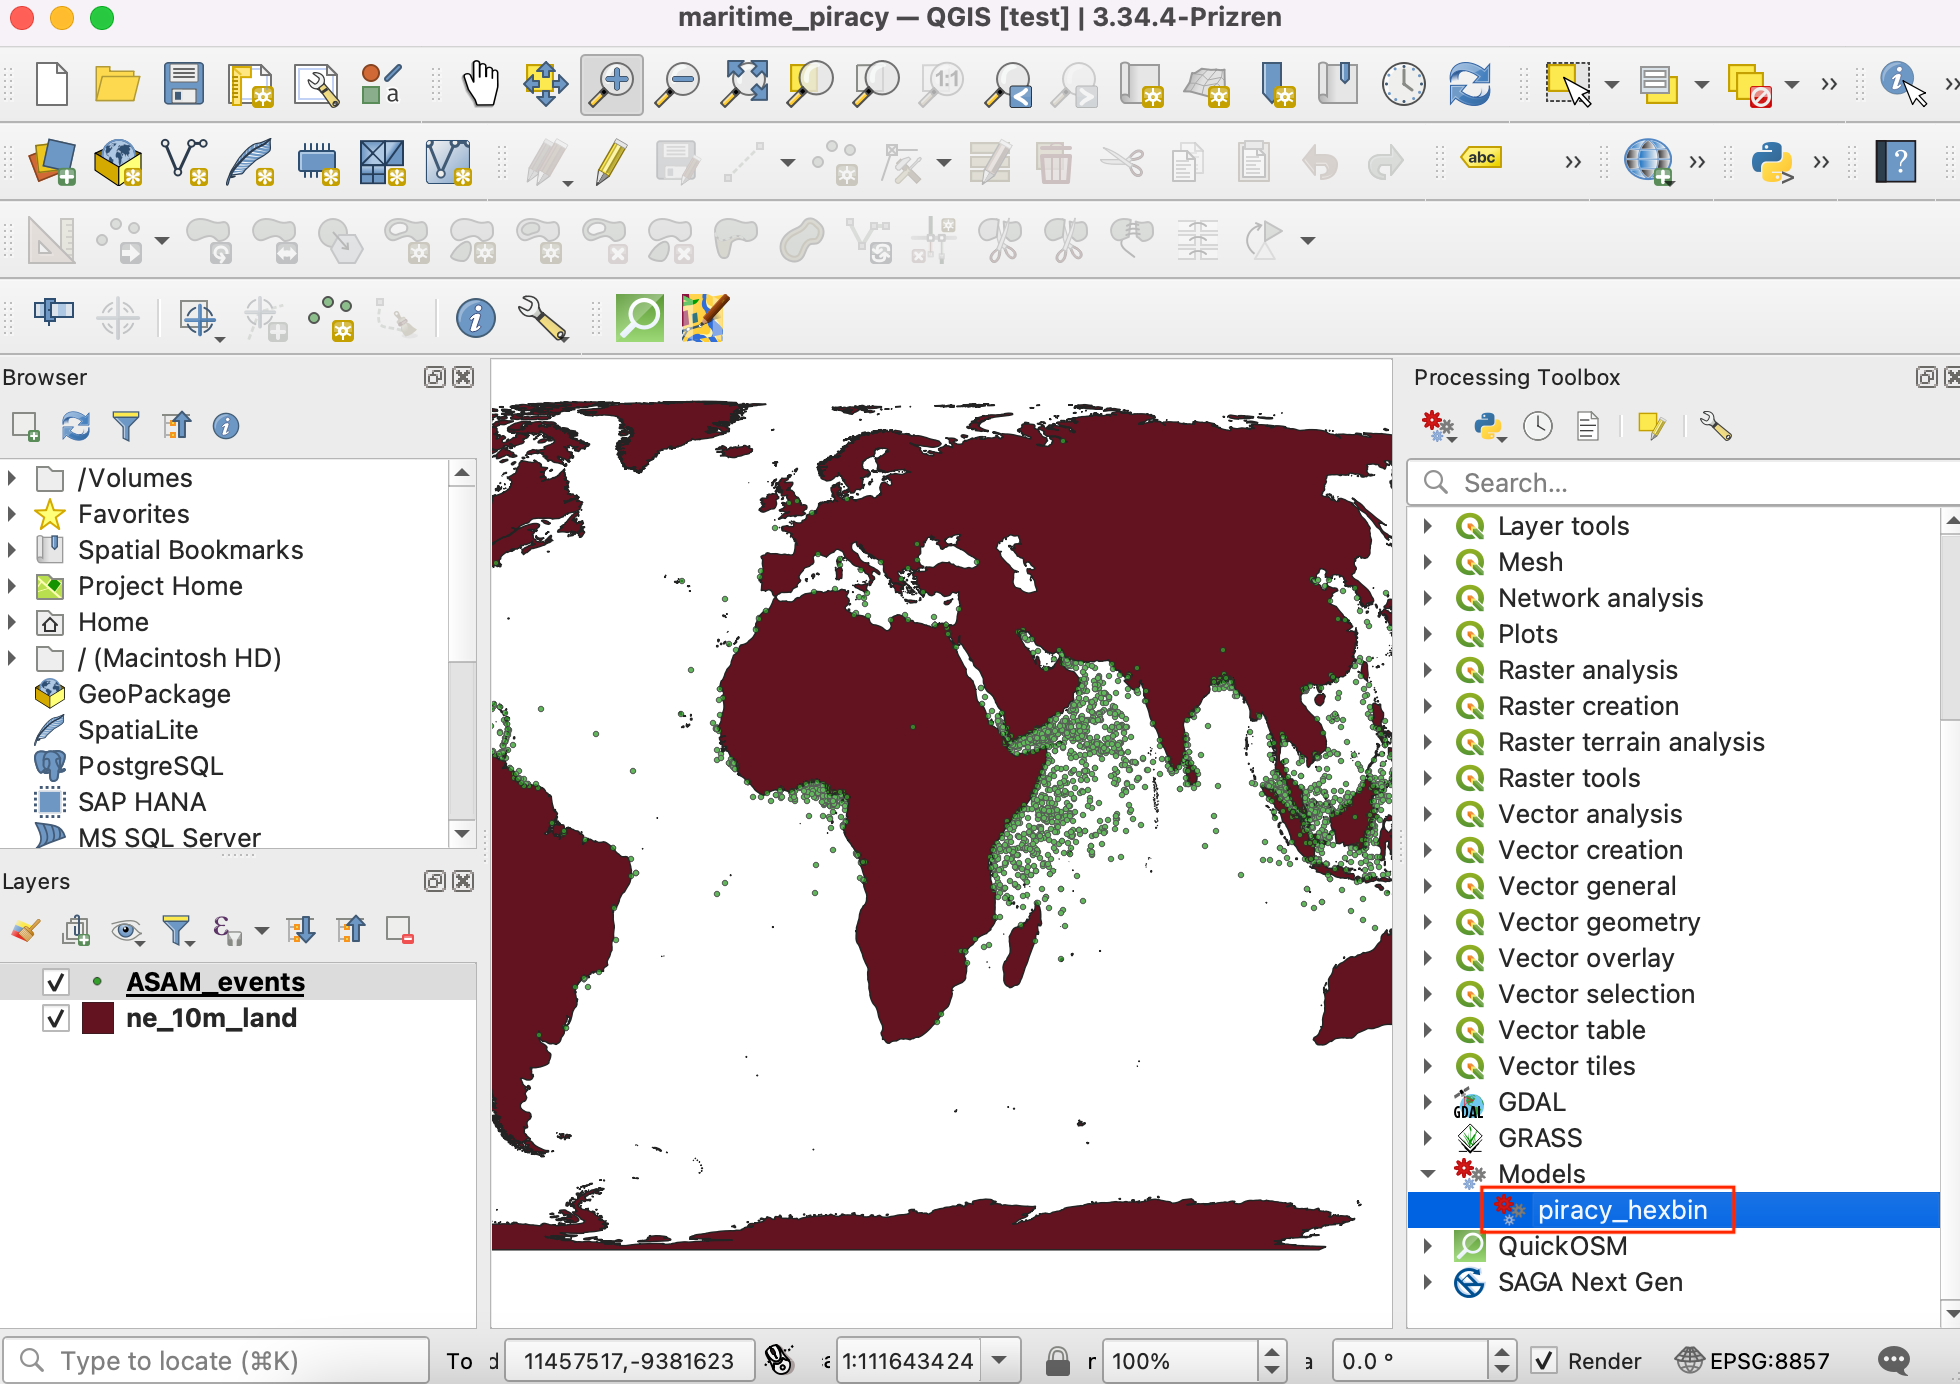 maritime_piracy — QGIS [test] | 3.34.4-Prizren
a
1:1
abc
?
Browser
/Volumes
Favorites
Spatial Bookmarks
Project Home
Home
/ (Macintosh HD)
GeoPackage
SpatiaLite
PostgreSQL
SAP HANA
MS SQL Server
Layers
ASAM_events
ne_10m_land
Processing Toolbox
Search...
Layer tools
Mesh
Network analysis
Plots
Raster analysis
Raster creation
Raster terrain analysis
Raster tools
Vector analysis
Vector creation
Vector general
Vector geometry
Vector overlay
Vector selection
Vector table
Vector tiles
GDAL GDAL
GRASS
Models
piracy_hexbin
QuickOSM
SAGA Next Gen
Type to locate (⌘K) To d 11457517,-9381623 a 1:111643424 r 100% a 0.0 ° Render EPSG:8857